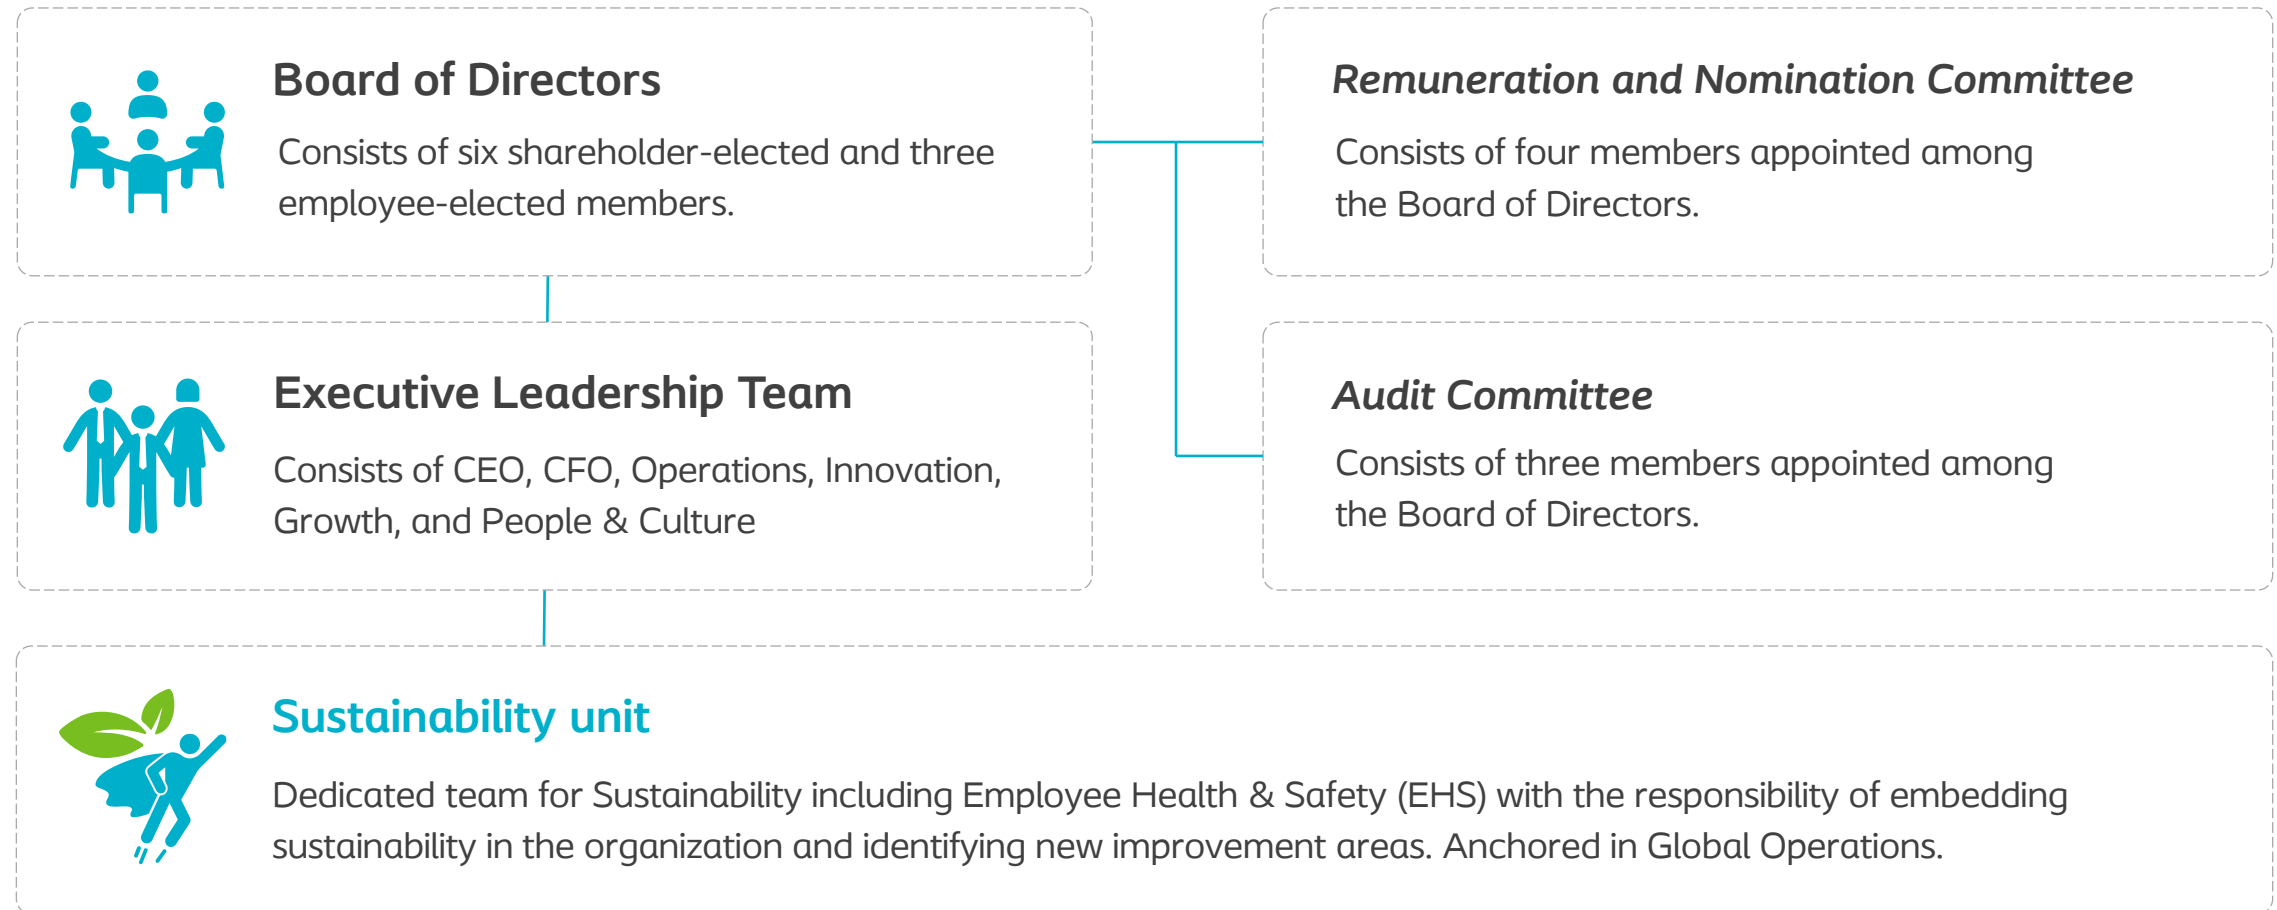 Board of Directors
Consists of six shareholder-elected and three
employee-elected members.
Remuneration and Nomination Committee
Consists of four members appointed among
the Board of Directors.
Executive Leadership Team
Consists of CEO, CFO, Operations, Innovation,
Growth, and People & Culture
Audit Committee
Consists of three members appointed among
the Board of Directors.
Sustainability unit
Dedicated team for Sustainability including Employee Health & Safety (EHS) with the responsibility of embedding
sustainability in the organization and identifying new improvement areas. Anchored in Global Operations.